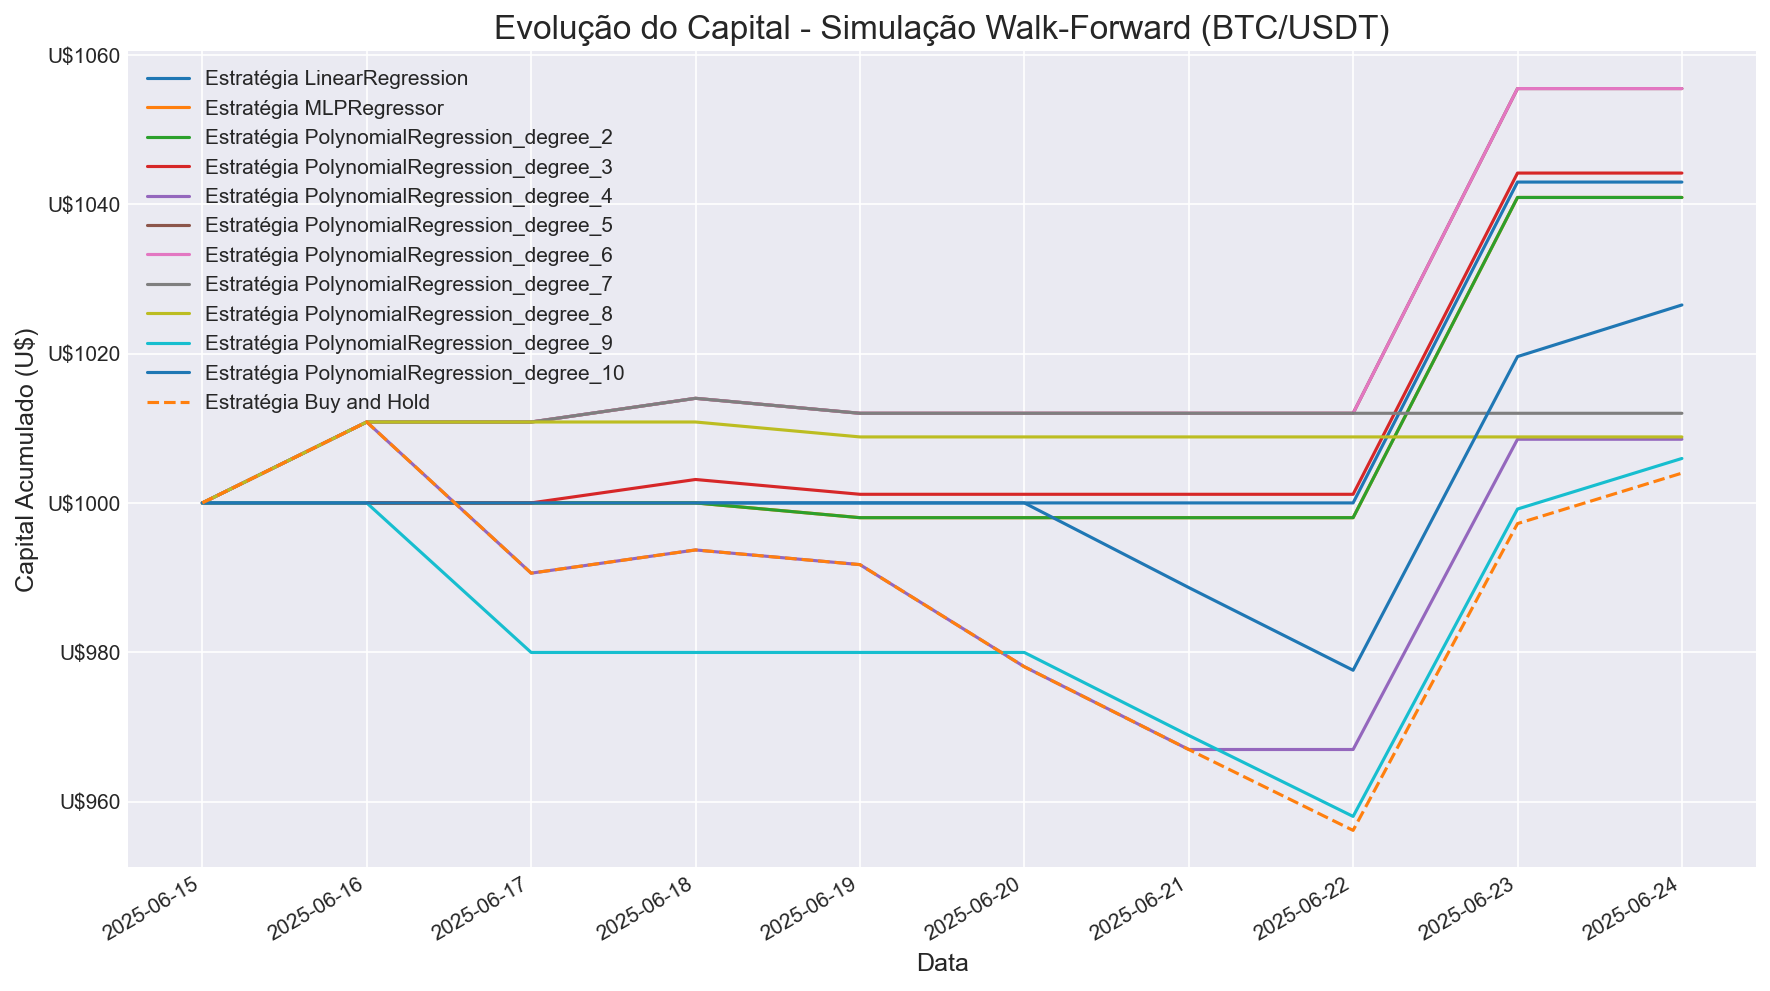 Evolução do Capital - Simulação Walk-Forward (BTC/USDT)
U$1060
U$1040
U$1020
U$1000
U$980
U$960
Capital Acumulado (U$)
Estratégia LinearRegression
Estratégia MLPRegressor
Estratégia PolynomialRegression_degree_2
Estratégia PolynomialRegression_degree_3
Estratégia PolynomialRegression_degree_4
Estratégia PolynomialRegression_degree_5
Estratégia PolynomialRegression_degree_6
Estratégia PolynomialRegression_degree_7
Estratégia PolynomialRegression_degree_8
Estratégia PolynomialRegression_degree_9
Estratégia PolynomialRegression_degree_10
Estratégia Buy and Hold
2025-06-15
2025-06-16
2025-06-17
2025-06-18
2025-06-19
2025-06-20
2025-06-21
2025-06-22
2025-06-23
2025-06-24
Data